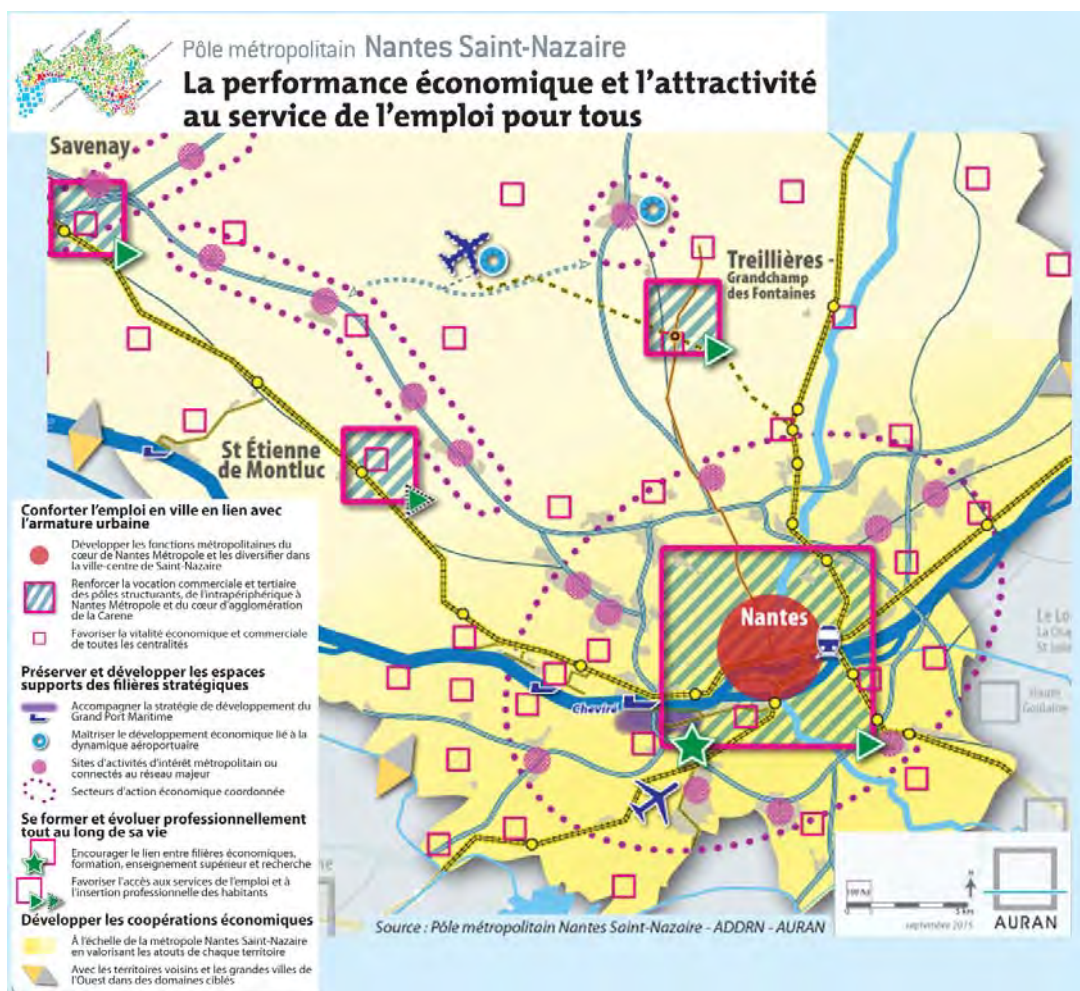 Pôle métropolitain Nantes Saint-Nazaire
La performance économique et l'attractivité
au service de l'emploi pour tous
Savenay
Treillières -
Grandchamp
des Fontaines
St Étienne
de Montluc
Nantes
Cheviré
Haute
Goulaine
Conforter l'emploi en ville en lien avec
l'armature urbaine
Développer les fonctions métropolitaines du
cœur de Nantes Métropole et les diversifier dans
la ville-centre de Saint-Nazaire
Renforcer la vocation commerciale et tertiaire
des pôles structurants, de l'intrapériphérique à
Nantes Métropole et du cœur d'agglomération
de la Carene
Favoriser la vitalité économique et commerciale
de toutes les centralités
Préserver et développer les espaces
supports des filières stratégiques
Accompagner la stratégie de développement du
Grand Port Maritime
Maîtriser le développement économique lié à la
dynamique aéroportuaire
Sites d'activités d'intérêt métropolitain ou
connectés au réseau majeur
Secteurs d'action économique coordonnée
Se former et évoluer professionnellement
tout au long de sa vie
Encourager le lien entre filières économiques,
formation, enseignement supérieur et recherche
Favoriser l'accès aux services de l'emploi et à
l'insertion professionnelle des habitants
Développer les coopérations économiques
À l'échelle de la métropole Nantes Saint-Nazaire
en valorisant les atouts de chaque territoire
Avec les territoires voisins et les grandes villes de
l'Ouest dans des domaines ciblés
Source : Pôle métropolitain Nantes Saint-Nazaire - ADDRN - AURAN
5 km
septembre 2015
AURAN